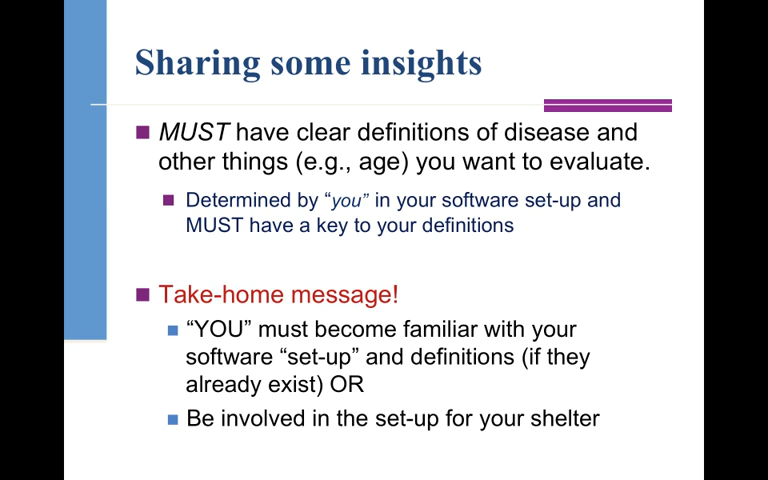 Sharing some insights
MUST have clear definitions of disease and
other things (e.g., age) you want to evaluate.
Determined by “you” in your software set-up and
MUST have a key to your definitions
Take-home message!
“YOU” must become familiar with your
software “set-up” and definitions (if they
already exist) OR
Be involved in the set-up for your shelter